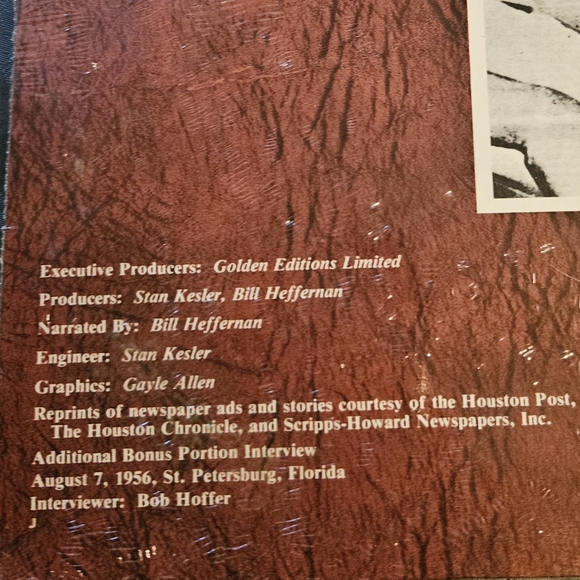 Executive Producers: Golden Editions Limited
Producers: Stan Kesler, Bill Heffernan
Narrated By: Bill Heffernan
Engineer: Stan Kesler
Graphics: Gayle Allen
Reprints of newspaper ads and stories courtesy of the Houston Post,
The Houston Chronicle, and Scripps-Howard Newspapers, Inc.
Additional Bonus Portion Interview
August 7, 1956, St. Petersburg, Florida
Interviewer: Bob Hoffer
J